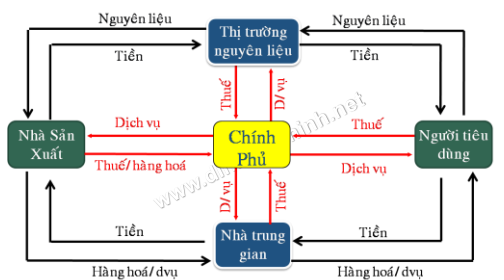 Nguyên liệu
Thị trường
nguyên liệu
Nguyên liệu
Tiền
Tiền
Thuế
D/ vụ
Nhà Sản
Xuất
Dịch vụ
Thuế/ hàng hoá
Chính
Phủ
Thuế
Dịch vụ
Người tiêu
dùng
D/ vụ
Thuế
Tiền
Nhà trung
gian
Tiền
Hàng hoá/ dvụ
Hàng hoá/ dvụ